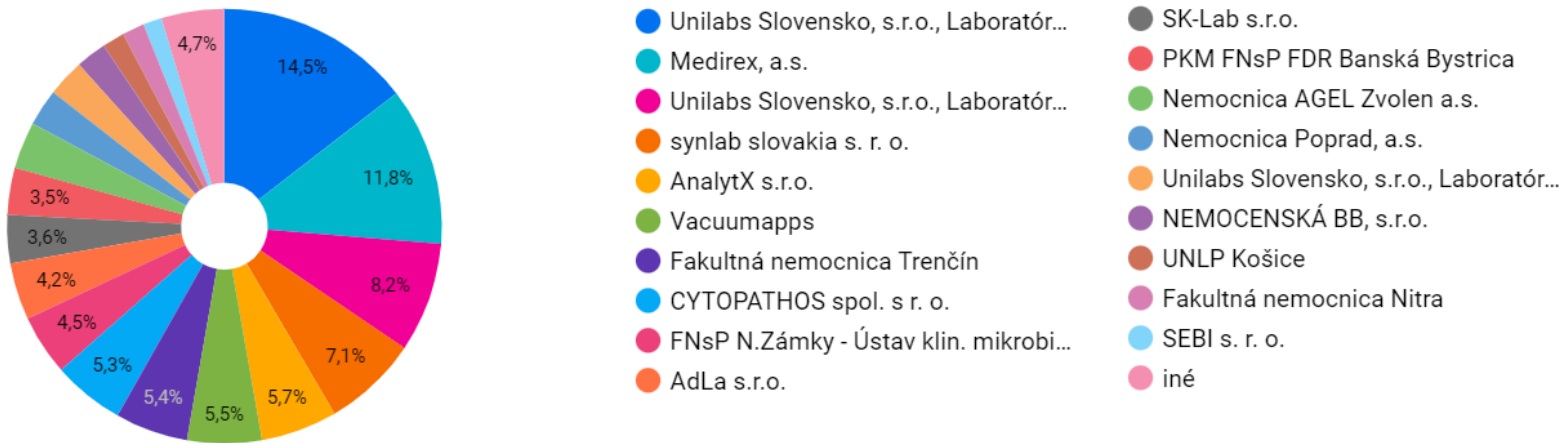 14,5%
11,8%
8,2%
7,1%
5,7%
5,5%
5,4%
5,3%
4,5%
4,2%
3,6%
3,5%
4,7%
Unilabs Slovensko, s.r.o., Laboratór...
Medirex, a.s.
Unilabs Slovensko, s.r.o., Laboratór...
synlab slovakia s. r. o.
AnalytX s.r.o.
Vacuumapps
Fakultná nemocnica Trenčín
CYTOPATHOS spol. s r. o.
FNsP N.Zámky - Ústav klin. mikrobi...
AdLa s.r.o.
SK-Lab s.r.o.
PKM FNsP FDR Banská Bystrica
Nemocnica AGEL Zvolen a.s.
Nemocnica Poprad, a.s.
Unilabs Slovensko, s.r.o., Laboratór...
NEMOCENSKÁ BB, s.r.o.
UNLP Košice
Fakultná nemocnica Nitra
SEBI s. r. o.
iné